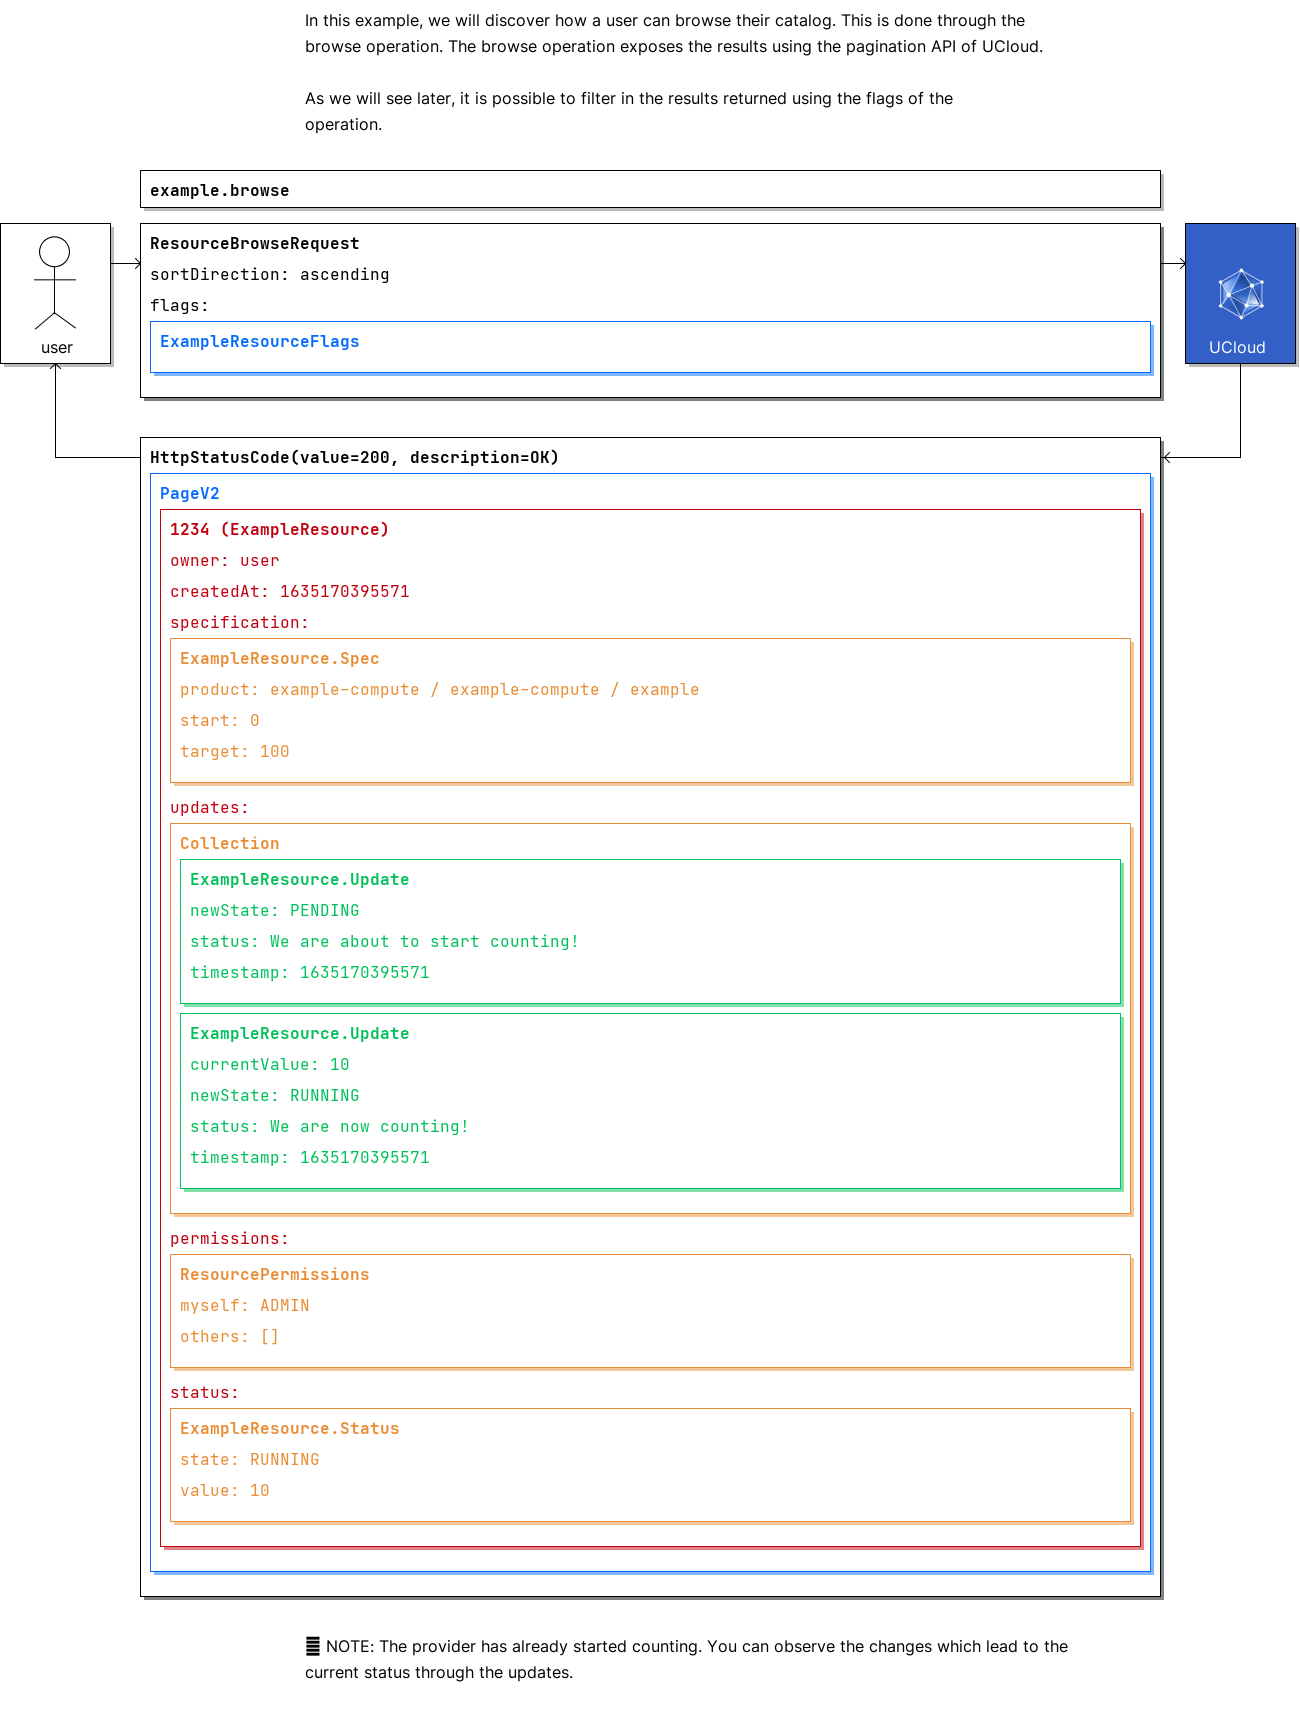 In this example, we will discover how a user can browse their catalog. This is done through the
browse operation. The browse operation exposes the results using the pagination API of UCloud.
As we will see later, it is possible to filter in the results returned using the flags of the
operation.
example.browse
ResourceBrowseRequest
sortDirection: ascending
flags:
ExampleResourceFlags
user
UCloud
HttpStatusCode(value=200, description=OK)
PageV2
1234 (ExampleResource)
owner: user
createdAt: 1635170395571
specification:
ExampleResource.Spec
product: example-compute / example-compute / example
start: 0
target: 100
updates:
Collection
ExampleResource.Update
newState: PENDING
status: We are about to start counting!
timestamp: 1635170395571
ExampleResource.Update
currentValue: 10
newState: RUNNING
status: We are now counting!
timestamp: 1635170395571
permissions:
ResourcePermissions
myself: ADMIN
others: []
status:
ExampleResource.Status
state: RUNNING
value: 10
NOTE: The provider has already started counting. You can observe the changes which lead to the
current status through the updates.